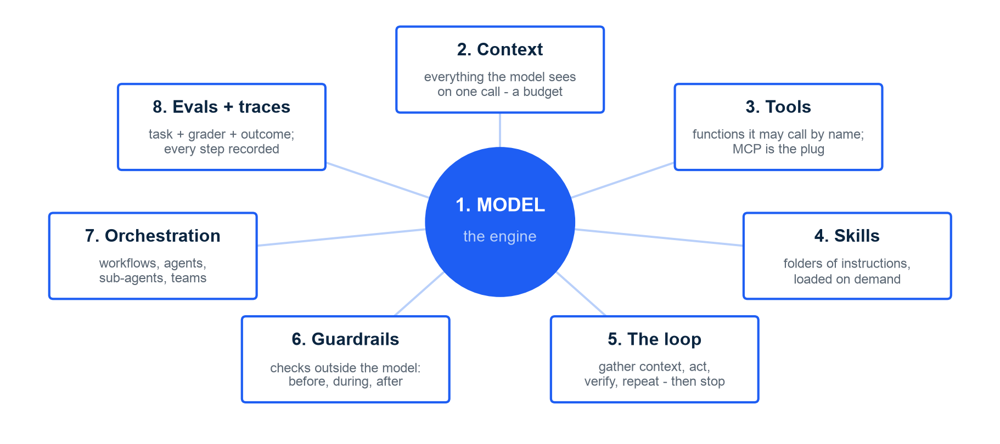 1. MODEL
the engine
2. Context
everything the model sees
on one call - a budget
3. Tools
functions it may call by name;
MCP is the plug
4. Skills
folders of instructions,
loaded on demand
5. The loop
gather context, act,
verify, repeat - then stop
6. Guardrails
checks outside the model:
before, during, after
7. Orchestration
workflows, agents,
sub-agents, teams
8. Evals + traces
task + grader + outcome;
every step recorded